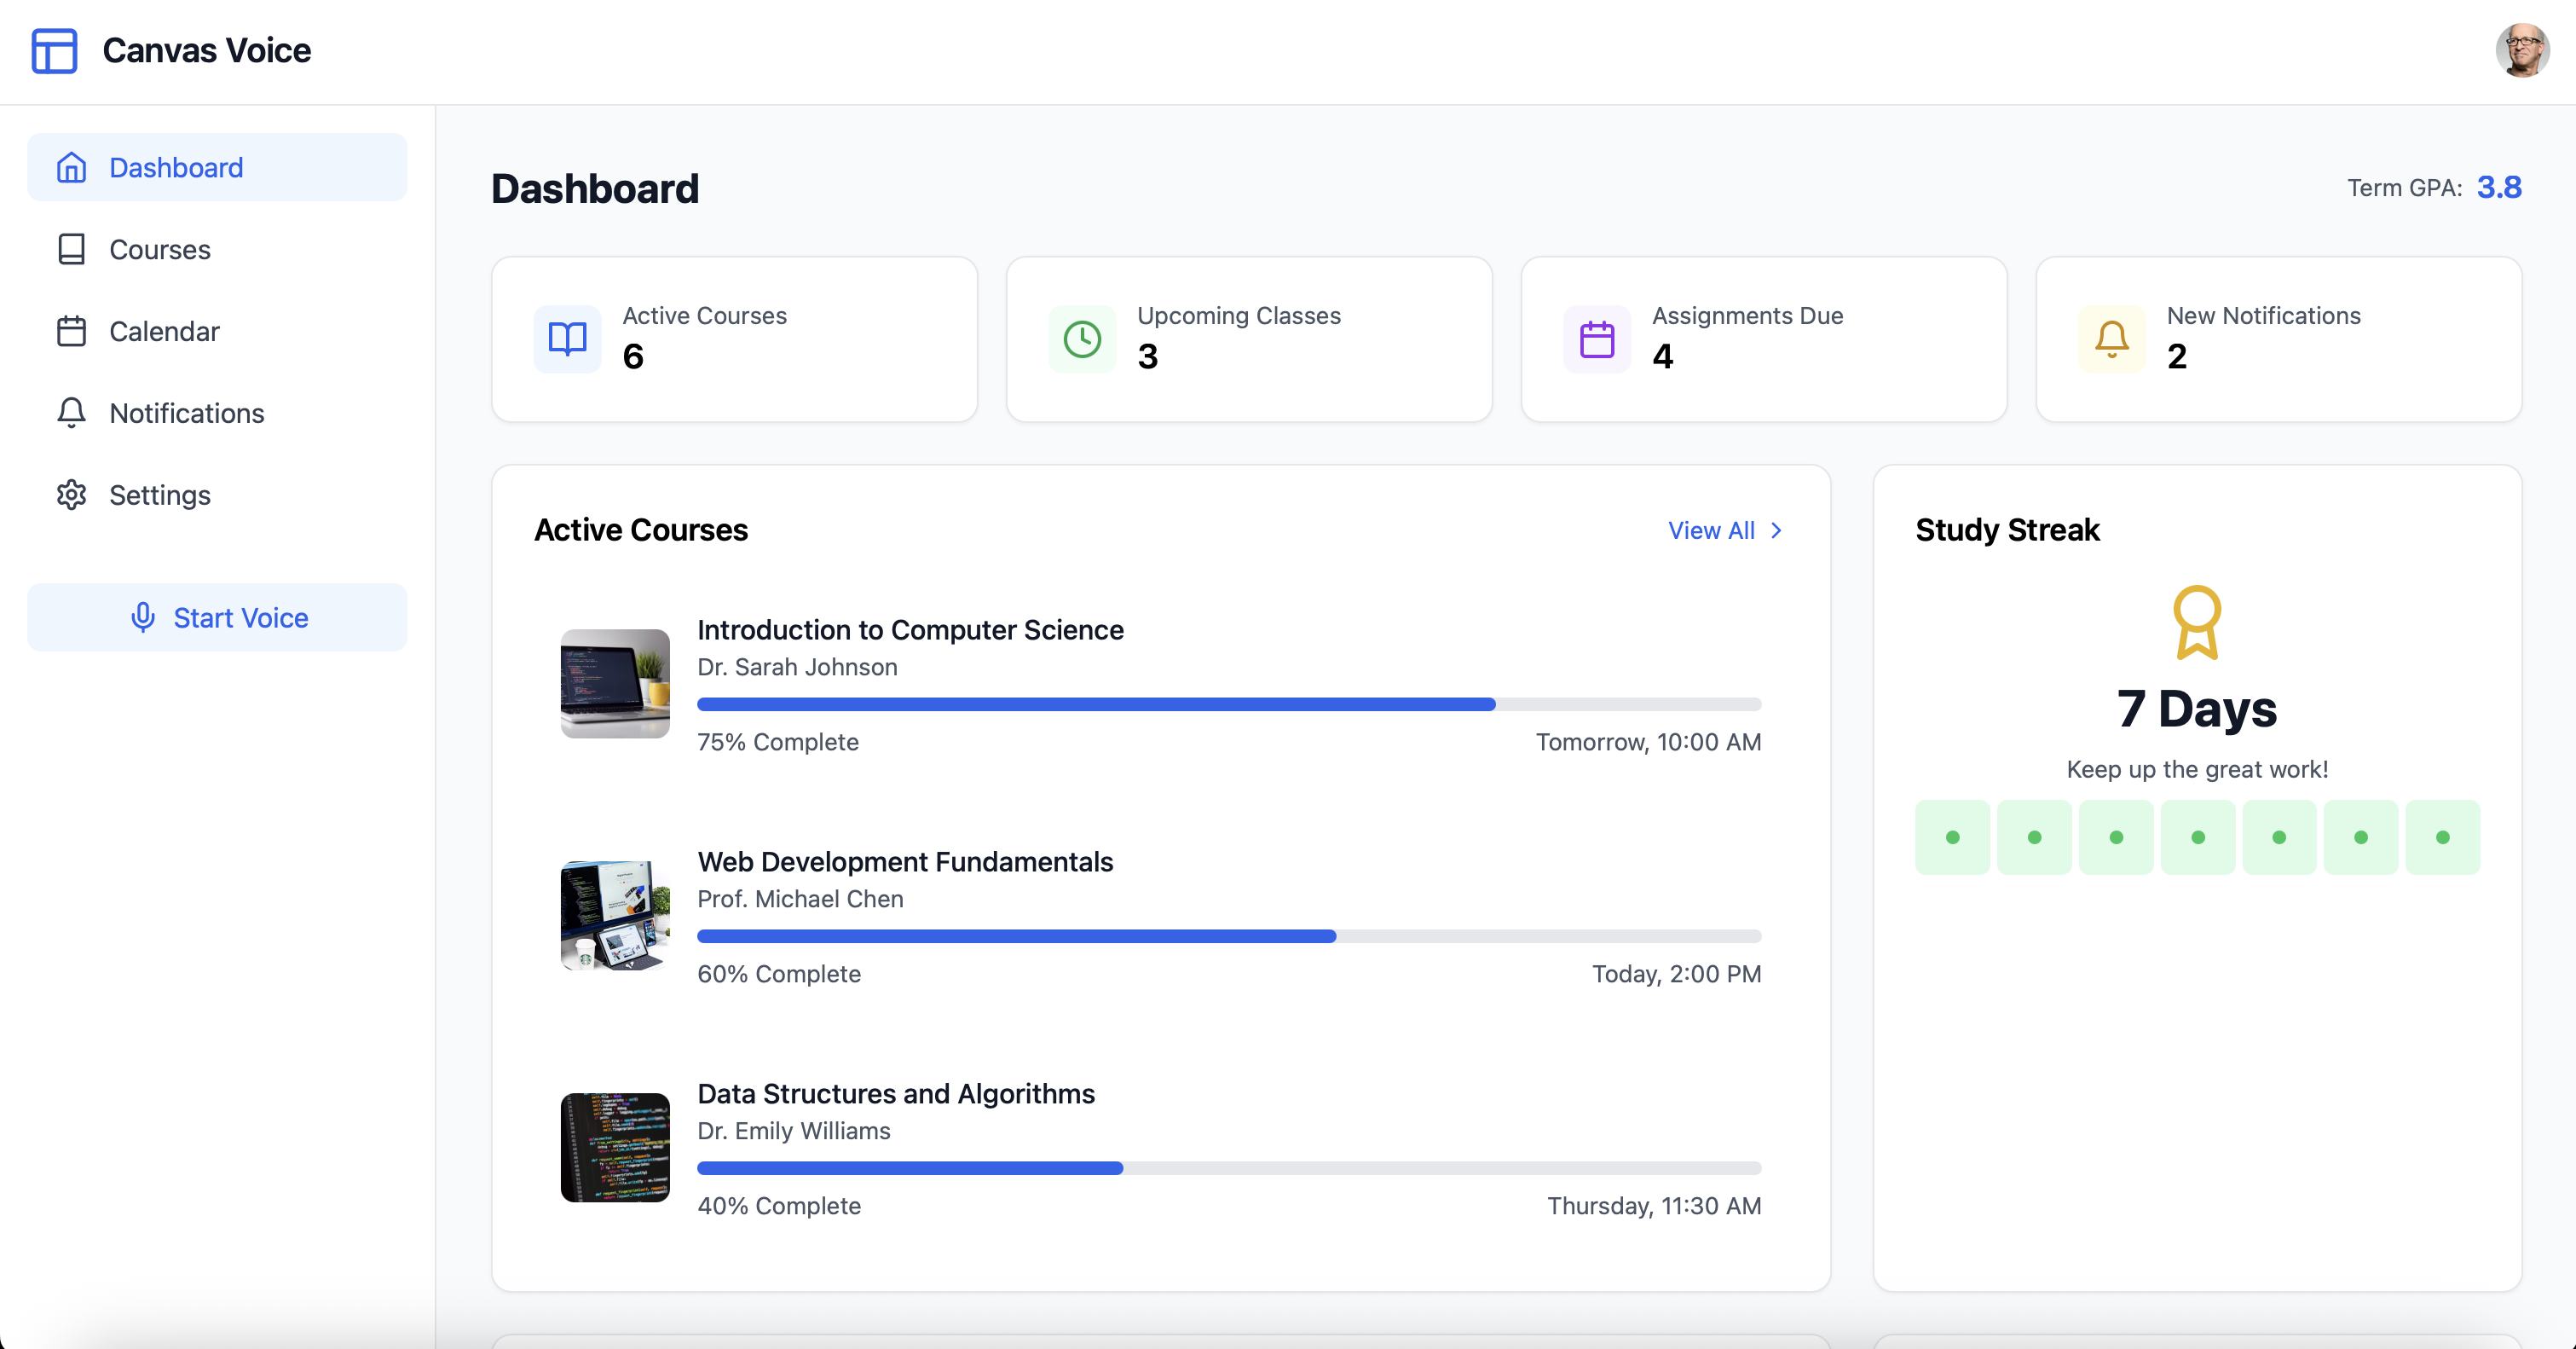 Canvas Voice
Dashboard
Courses
Calendar
Notifications
Settings
Start Voice
Dashboard
Term GPA: 3.8
Active Courses
6
Upcoming Classes
3
Assignments Due
4
New Notifications
2
Active Courses
View All
Introduction to Computer Science
Dr. Sarah Johnson
75% Complete
Tomorrow, 10:00 AM
Web Development Fundamentals
Prof. Michael Chen
60% Complete
Today, 2:00 PM
Data Structures and Algorithms
Dr. Emily Williams
40% Complete
Thursday, 11:30 AM
Study Streak
7 Days
Keep up the great work!